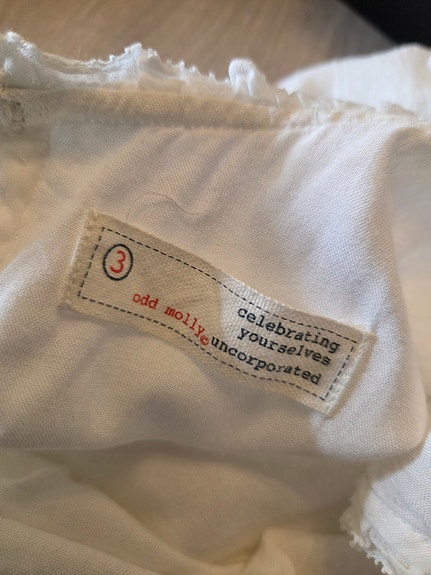 3
celebrating
yourselves
odd molly© uncorporated